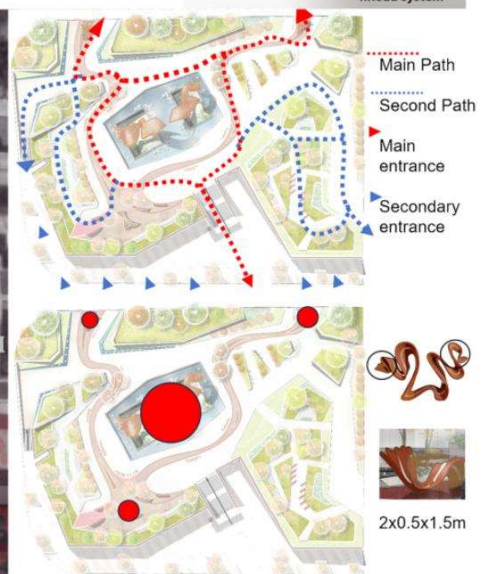 Main Path
Second Path
Main
entrance
Secondary
entrance
2x0.5x1.5m